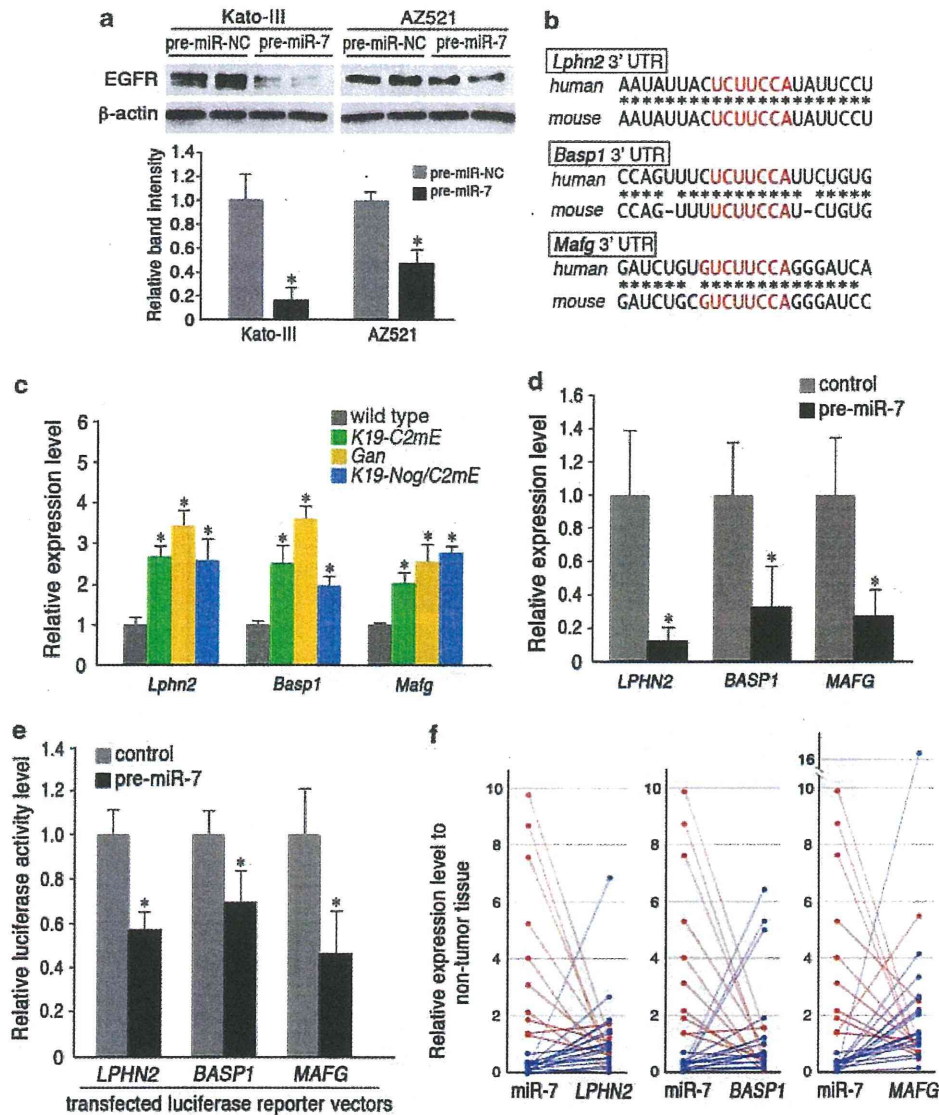 a
Kato-III AZ521
pre-miR-NC pre-miR-7 pre-miR-NC pre-miR-7
EGFR
β-actin
Relative band intensity
1.4
1.2
1.0
0.8
0.6
0.4
0.2
0
pre-miR-NC
pre-miR-7
* *
Kato-III AZ521
b
Lphn2 3' UTR
human AAUAUUACUCUUCCAUAUUCCU
**********************
mouse AAUAUUACUCUUCCAUAUUCCU
Basp1 3' UTR
human CCAGUUUCUCUUCCAUUCUGUG
**** *********** *****
mouse CCAG-UUUUCUUCCAU-CUGUG
Mafg 3' UTR
human GAUCUGUGUCUUCCAGGGAUCA
****** **************
mouse GAUCUGCGUCUUCCAGGGAUCC
c
Relative expression level
6
5
4
3
2
1
0
wild type
K19-C2mE
Gan
K19-Nog/C2mE
* * * * * * * * *
Lphn2 Basp1 Mafg
d
Relative expression level
1.6
1.4
1.2
1.0
0.8
0.6
0.4
0.2
0
control
pre-miR-7
* * *
LPHN2 BASP1 MAFG
e
Relative luciferase activity level
1.4
1.2
1.0
0.8
0.6
0.4
0
control
pre-miR-7
* * *
LPHN2 BASP1 MAFG
transfected luciferase reporter vectors
f
Relative expression level to
non-tumor tissue
10
8
6
4
2
0
miR-7 LPHN2
10
8
6
4
2
0
miR-7 BASP1
16
10
8
6
4
2
0
miR-7 MAFG